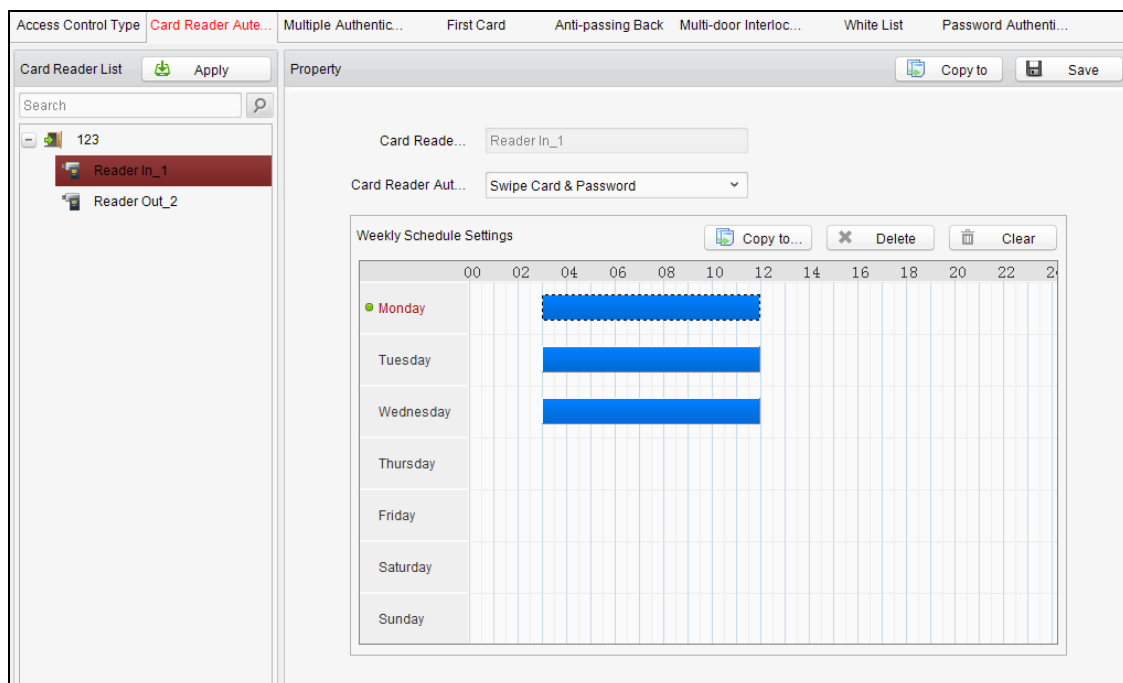 Access Control Type Card Reader Aute... Multiple Authentic... First Card Anti-passing Back Multi-door Interloc... White List Password Authenti...
Card Reader List Apply Property Copy to Save
Search
123
Reader In_1
Reader Out_2
Card Reade... Reader In_1
Card Reader Aut... Swipe Card & Password
Weekly Schedule Settings Copy to... Delete Clear
00 02 04 06 08 10 12 14 16 18 20 22 2
Monday
Tuesday
Wednesday
Thursday
Friday
Saturday
Sunday